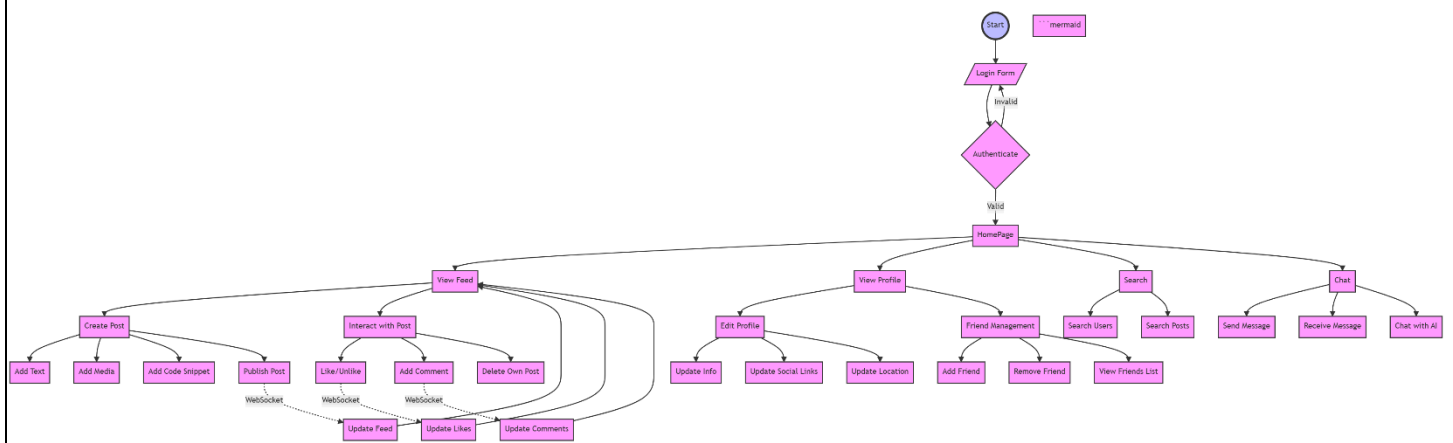 Start
```mermaid
Login Form
Invalid
Authenticate
Valid
HomePage
View Feed
View Profile
Search
Chat
Create Post
Interact with Post
Edit Profile
Friend Management
Search Users
Search Posts
Send Message
Receive Message
Chat with AI
Add Text
Add Media
Add Code Snippet
Publish Post
Like/Unlike
Add Comment
Delete Own Post
Update Info
Update Social Links
Update Location
Add Friend
Remove Friend
View Friends List
WebSocket
WebSocket
WebSocket
Update Feed
Update Likes
Update Comments